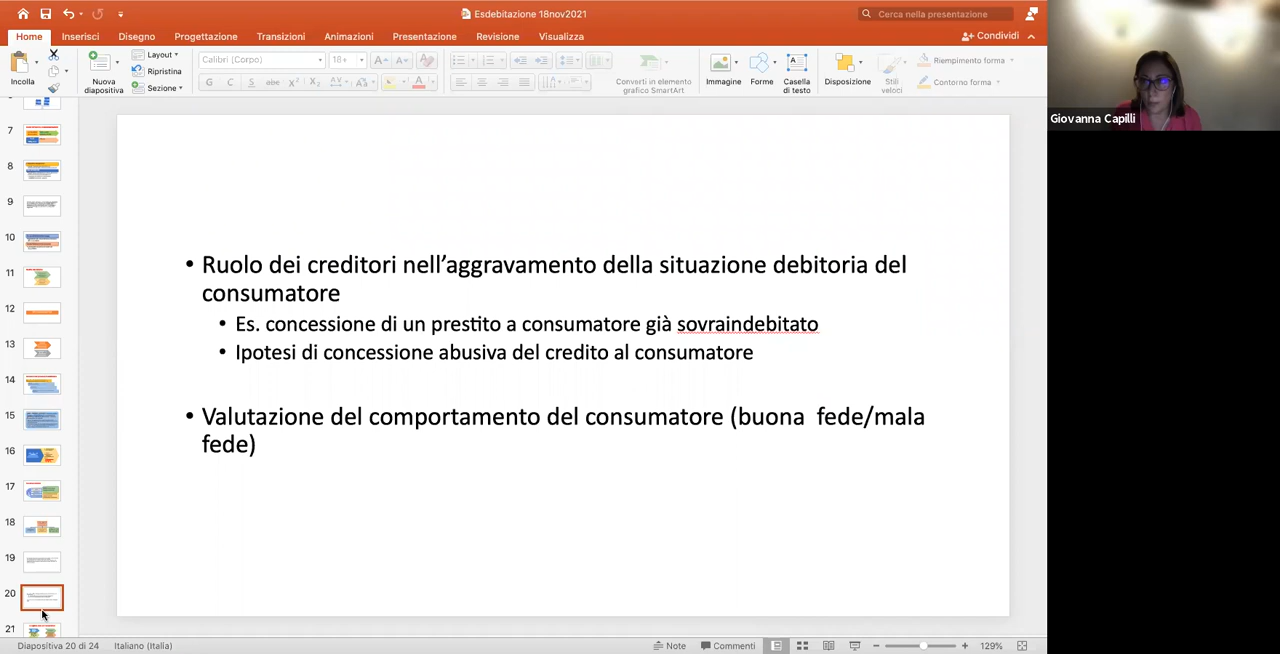 Esdebitazione 18nov2021
Cerca nella presentazione
Home Inserisci Disegno Progettazione Transizioni Animazioni Presentazione Revisione Visualizza
Condividi
Incolla
Nuova
diapositiva
Layout
Ripristina
Sezione
Calibri (Corpo) 18+
G C S abc X² X₂ AV Aa A
Converti in elemento
grafico SmartArt
Immagine
Forme
Casella
di testo
Disposizione
Stili
veloci
Riempimento forma
Contorno forma
Giovanna Capilli
7
8
9
10
11
12
13
14
15
16
17
18
19
20
21
• Ruolo dei creditori nell’aggravamento della situazione debitoria del
consumatore
• Es. concessione di un prestito a consumatore già sovraindebitato
• Ipotesi di concessione abusiva del credito al consumatore
• Valutazione del comportamento del consumatore (buona fede/mala
fede)
Diapositiva 20 di 24 Italiano (Italia)
Note Commenti 129%